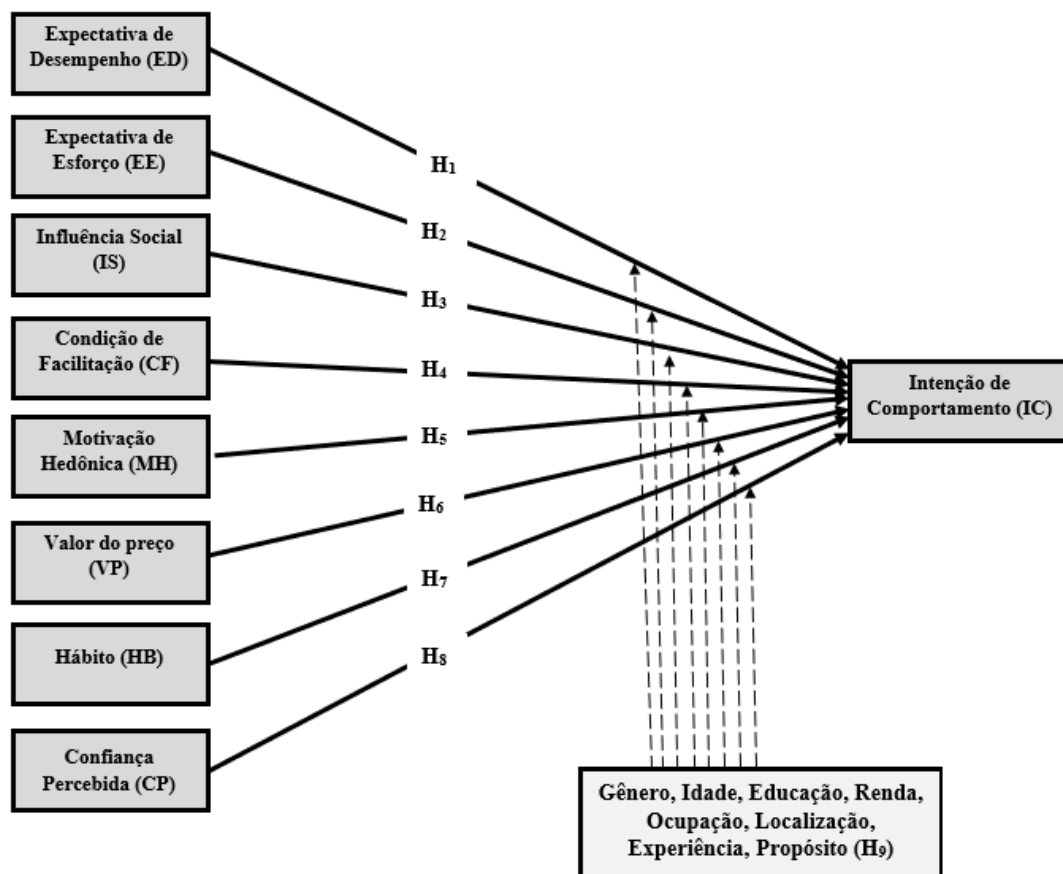 Expectativa de
Desempenho (ED)
Expectativa de
Esforço (EE)
Influência Social
(IS)
Condição de
Facilitação (CF)
Motivação
Hedônica (MH)
Valor do preço
(VP)
Hábito (HB)
Confiança
Percebida (CP)
H₁
H₂
H₃
H₄
H₅
H₆
H₇
H₈
Intenção de
Comportamento (IC)
Gênero, Idade, Educação, Renda,
Ocupação, Localização,
Experiência, Propósito (H₉)